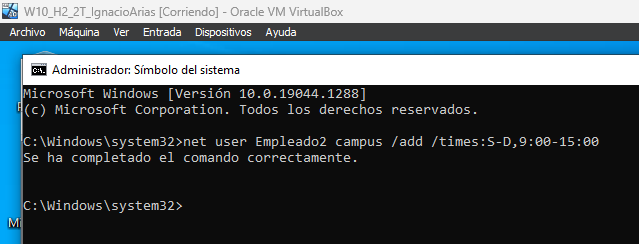 W10_H2_2T_IgnacioArias [Corriendo] - Oracle VM VirtualBox
Archivo Máquina Ver Entrada Dispositivos Ayuda
Administrador: Símbolo del sistema
Microsoft Windows [Versión 10.0.19044.1288]
(c) Microsoft Corporation. Todos los derechos reservados.
C:\Windows\system32>net user Empleado2 campus /add /times:S-D,9:00-15:00
Se ha completado el comando correctamente.
C:\Windows\system32>